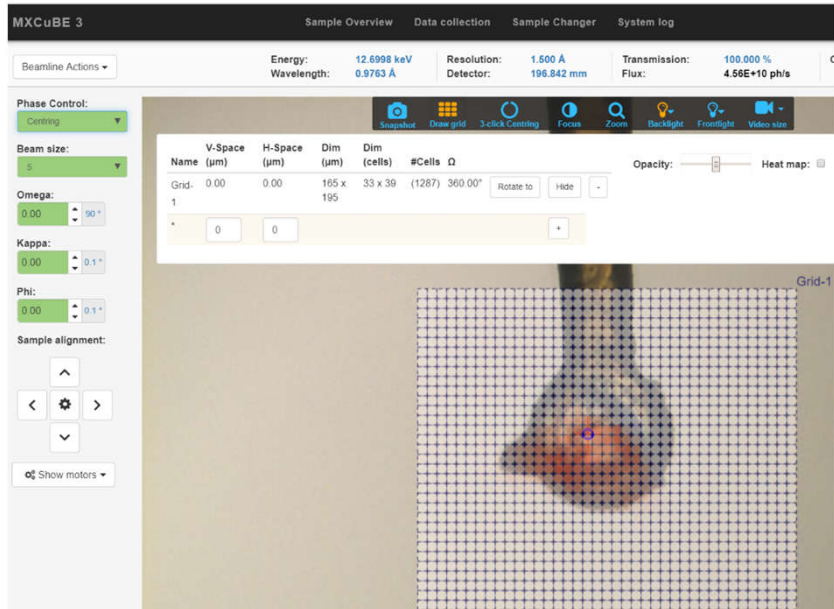 MXCuBE 3 Sample Overview Data collection Sample Changer System log
Beamline Actions
Energy: 12.6998 keV Resolution: 1.500 Å Transmission: 100.000 %
Wavelength: 0.9763 Å Detector: 196.842 mm Flux: 4.56E+10 ph/s
Phase Control:
Centring
Snapshot Draw grid 3-click Centring Focus Zoom Backlight Frontlight Video size
Beam size:
5
V-Space H-Space Dim Dim
Name (µm) (µm) (µm) (cells) #Cells Ω
Opacity: Heat map:
Grid- 0.00 0.00 165 x 33 x 39 (1287) 360.00° Rotate to Hide -
1 195
* 0 0 +
Omega:
0.00 90 °
Kappa:
0.00 0.1 °
Phi:
0.00 0.1 °
Grid-1
Sample alignment:
Show motors